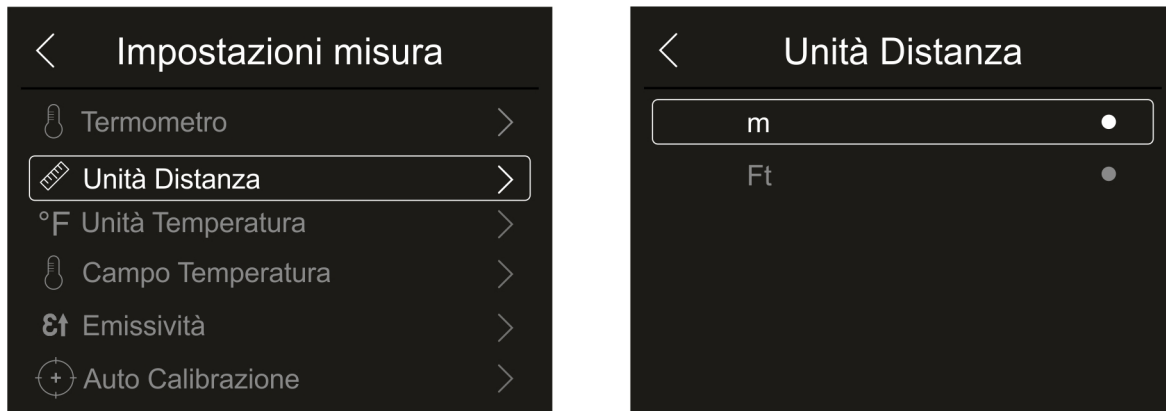 Impostazioni misura
Termometro
Unità Distanza
°F Unità Temperatura
Campo Temperatura
Ɛ↑ Emissività
Auto Calibrazione
Unità Distanza
m
Ft